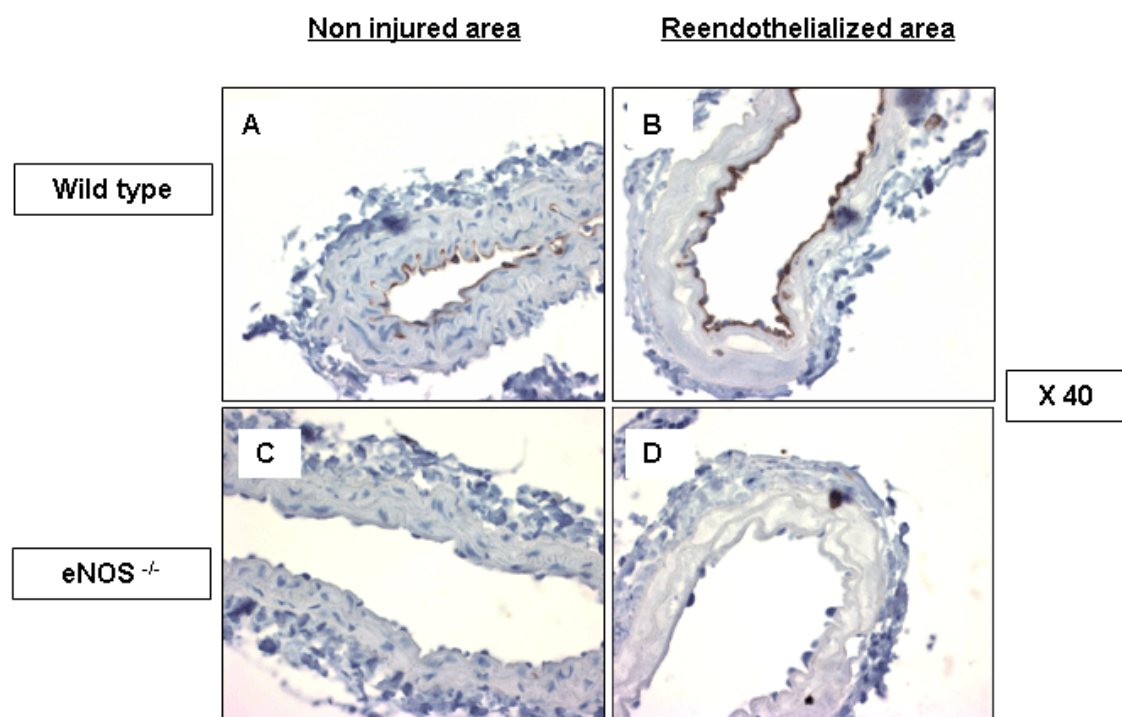 Non injured area
Reendothelialized area
A
B
Wild type
X 40
C
D
eNOS -/-